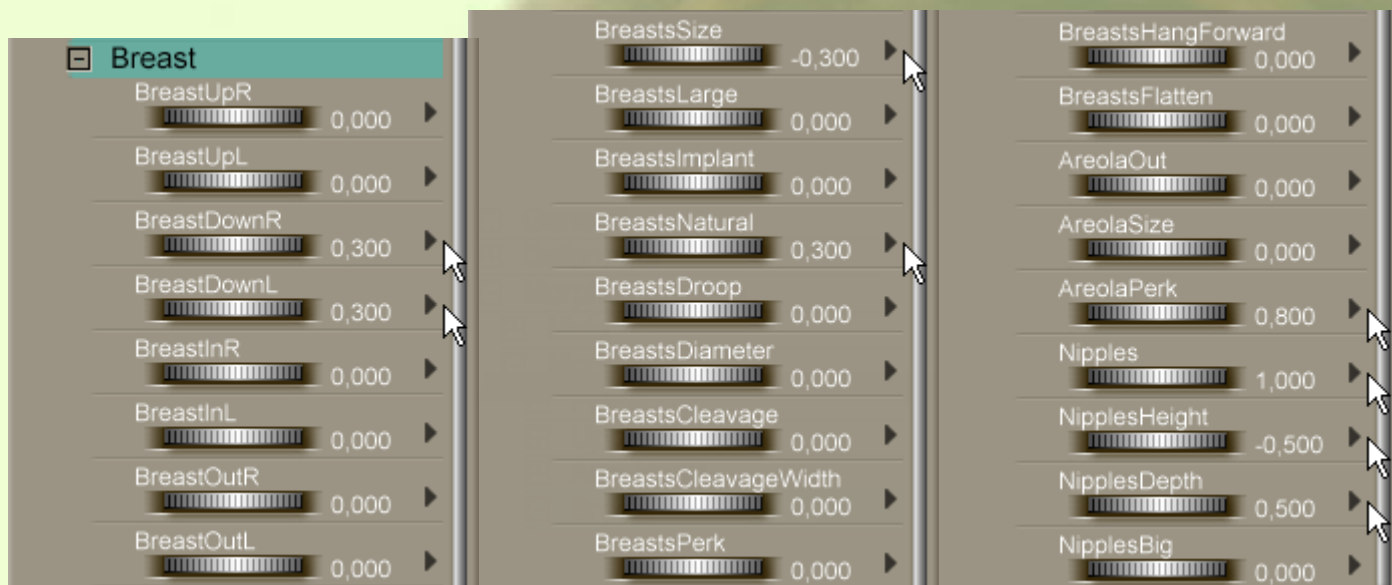 Breast
BreastUpR
0,000
BreastUpL
0,000
BreastDownR
0,300
BreastDownL
0,300
BreastInR
0,000
BreastInL
0,000
BreastOutR
0,000
BreastOutL
0,000
BreastsSize
-0,300
BreastsLarge
0,000
BreastsImplant
0,000
BreastsNatural
0,300
BreastsDroop
0,000
BreastsDiameter
0,000
BreastsCleavage
0,000
BreastsCleavageWidth
0,000
BreastsPerk
0,000
BreastsHangForward
0,000
BreastsFlatten
0,000
AreolaOut
0,000
AreolaSize
0,000
AreolaPerk
0,800
Nipples
1,000
NipplesHeight
-0,500
NipplesDepth
0,500
NipplesBig
0,000